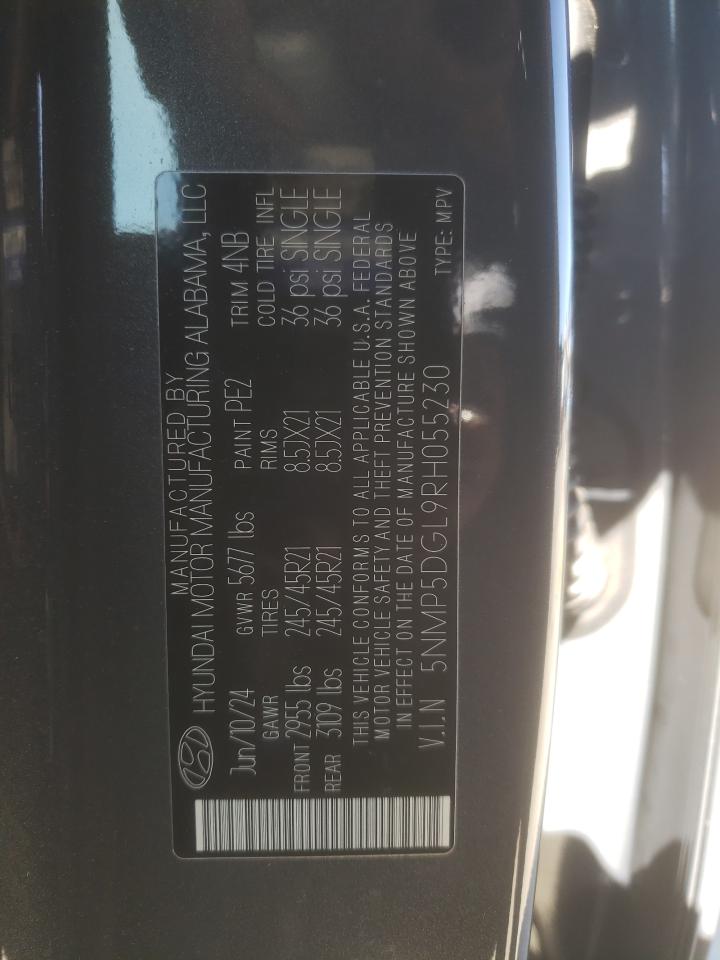 MANUFACTURED BY
HYUNDAI MOTOR MANUFACTURING ALABAMA, LLC
Jun/10/24 GVWR 5677 lbs PAINT PE2 TRIM 4NB
GAWR TIRES RIMS COLD TIRE INFL
FRONT 2955 lbs 245/45R21 8.5JX21 36 psi SINGLE
REAR 3109 lbs 245/45R21 8.5JX21 36 psi SINGLE
THIS VEHICLE CONFORMS TO ALL APPLICABLE U.S.A. FEDERAL
MOTOR VEHICLE SAFETY AND THEFT PREVENTION STANDARDS
IN EFFECT ON THE DATE OF MANUFACTURE SHOWN ABOVE
V.I.N 5NMP5DGL9RH055230 TYPE: MPV